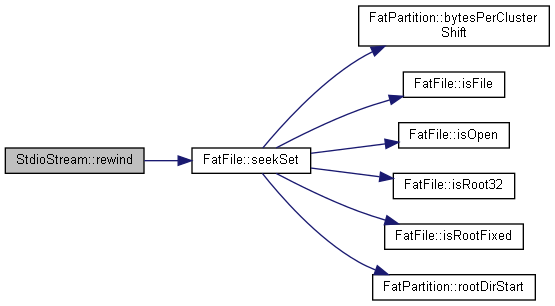 StdioStream::rewind
FatFile::seekSet
FatPartition::bytesPerCluster
Shift
FatFile::isFile
FatFile::isOpen
FatFile::isRoot32
FatFile::isRootFixed
FatPartition::rootDirStart